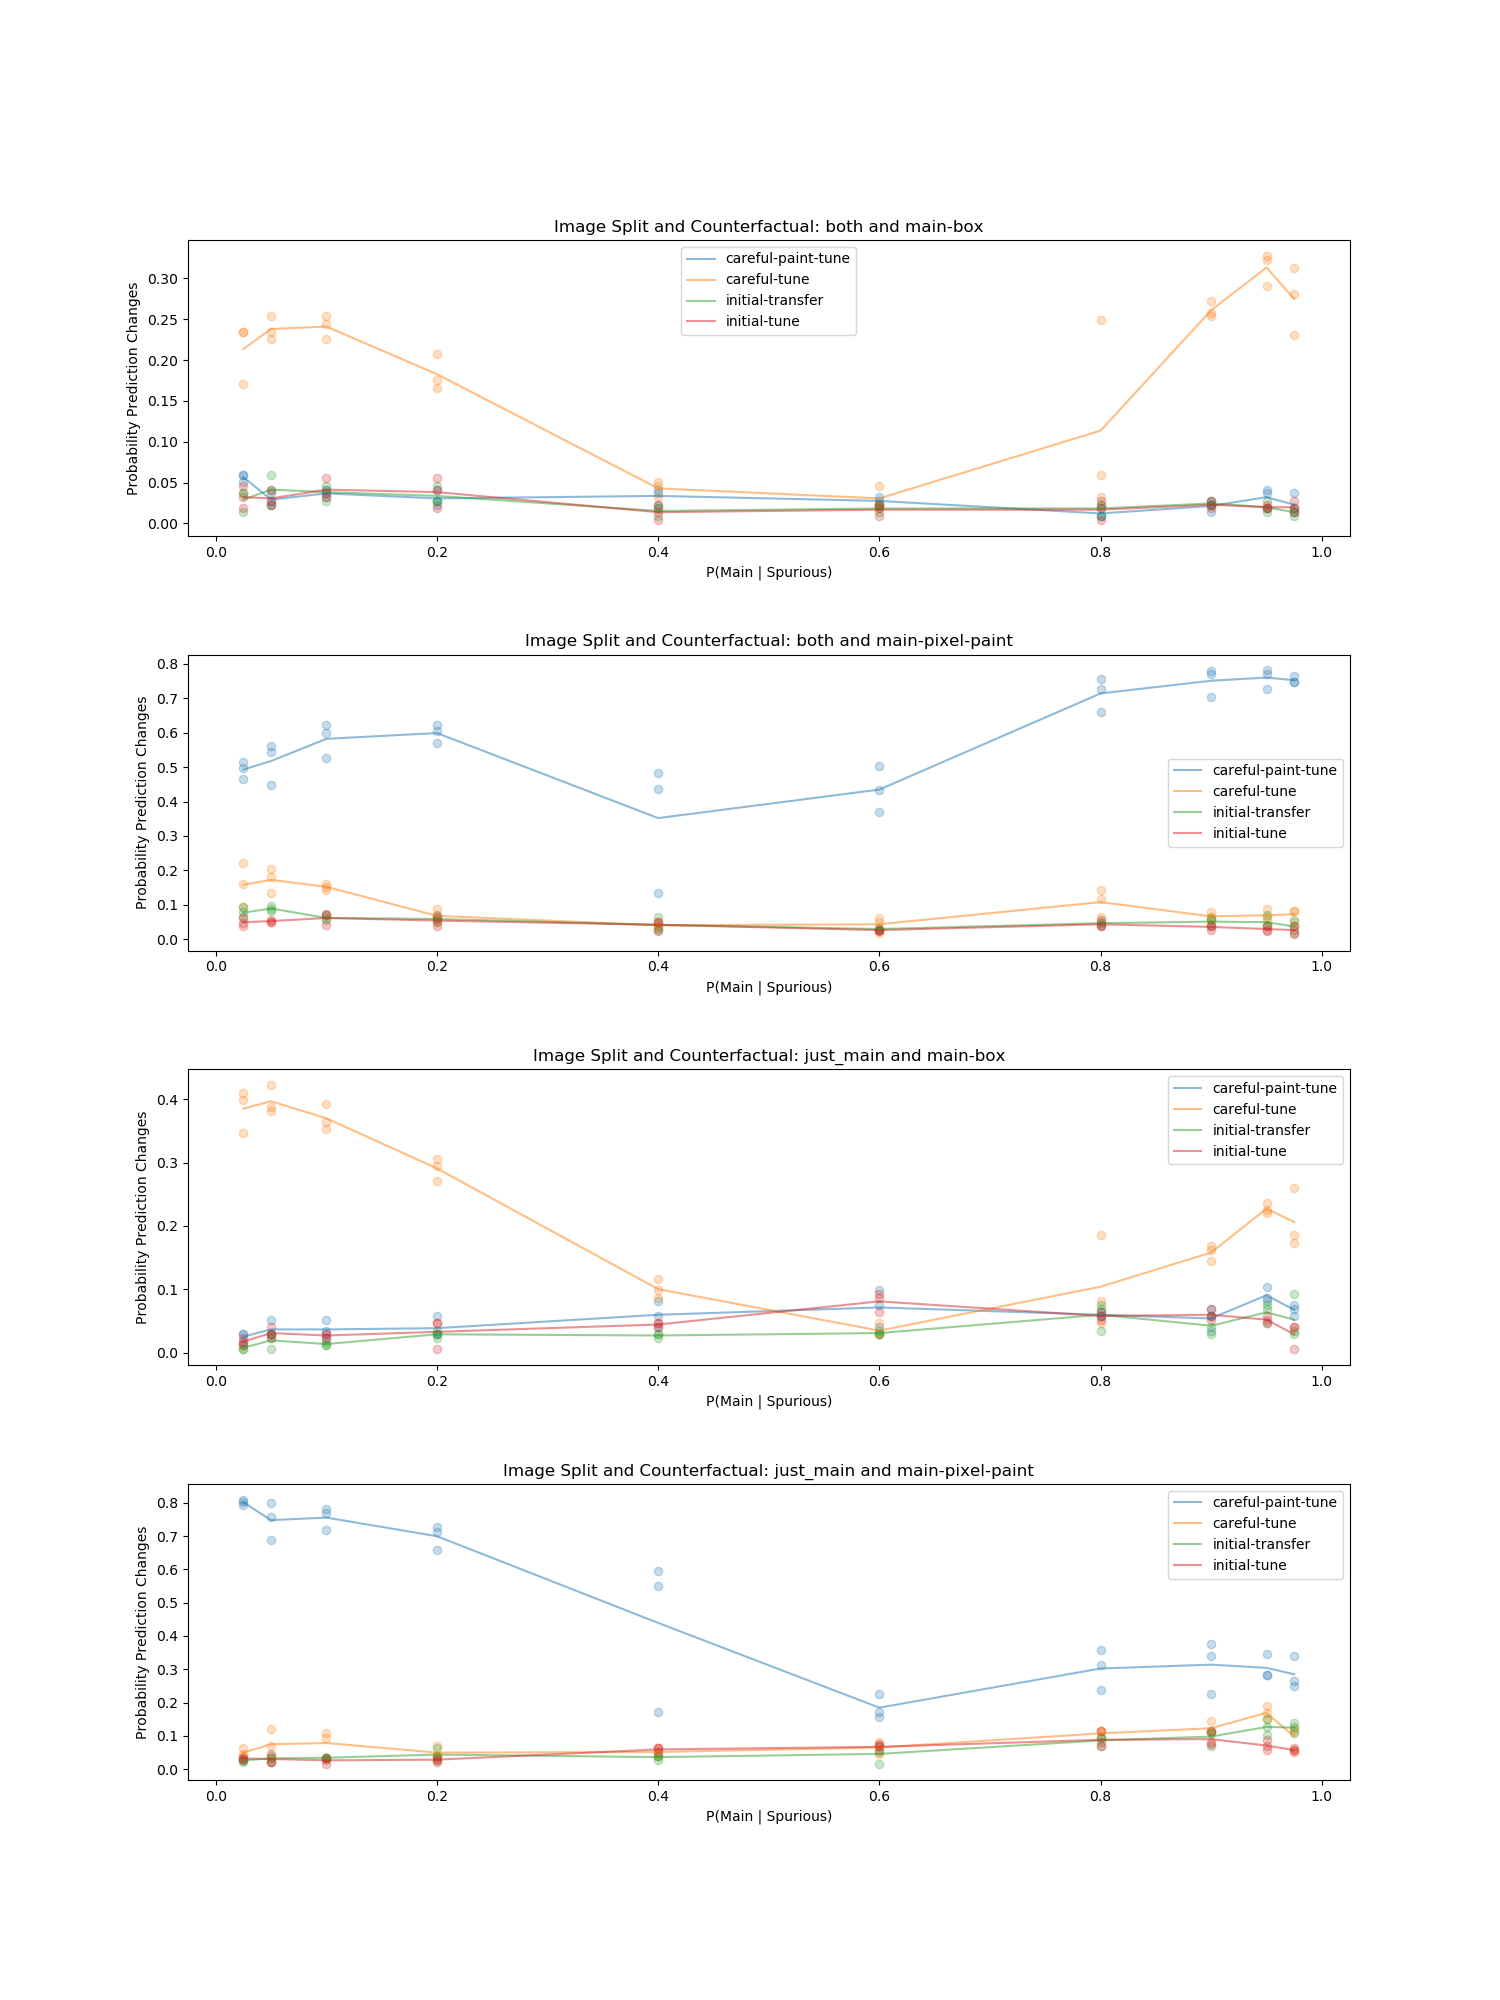 Image Split and Counterfactual: both and main-box
careful-paint-tune
careful-tune
initial-transfer
initial-tune
Probability Prediction Changes
0.30
0.25
0.20
0.15
0.10
0.05
0.00
0.0 0.2 0.4 0.6 0.8 1.0
P(Main | Spurious)
Image Split and Counterfactual: both and main-pixel-paint
careful-paint-tune
careful-tune
initial-transfer
initial-tune
Probability Prediction Changes
0.8
0.7
0.6
0.5
0.4
0.3
0.2
0.1
0.0
0.0 0.2 0.4 0.6 0.8 1.0
P(Main | Spurious)
Image Split and Counterfactual: just_main and main-box
careful-paint-tune
careful-tune
initial-transfer
initial-tune
Probability Prediction Changes
0.4
0.3
0.2
0.1
0.0
0.0 0.2 0.4 0.6 0.8 1.0
P(Main | Spurious)
Image Split and Counterfactual: just_main and main-pixel-paint
careful-paint-tune
careful-tune
initial-transfer
initial-tune
Probability Prediction Changes
0.8
0.7
0.6
0.5
0.4
0.3
0.2
0.1
0.0
0.0 0.2 0.4 0.6 0.8 1.0
P(Main | Spurious)